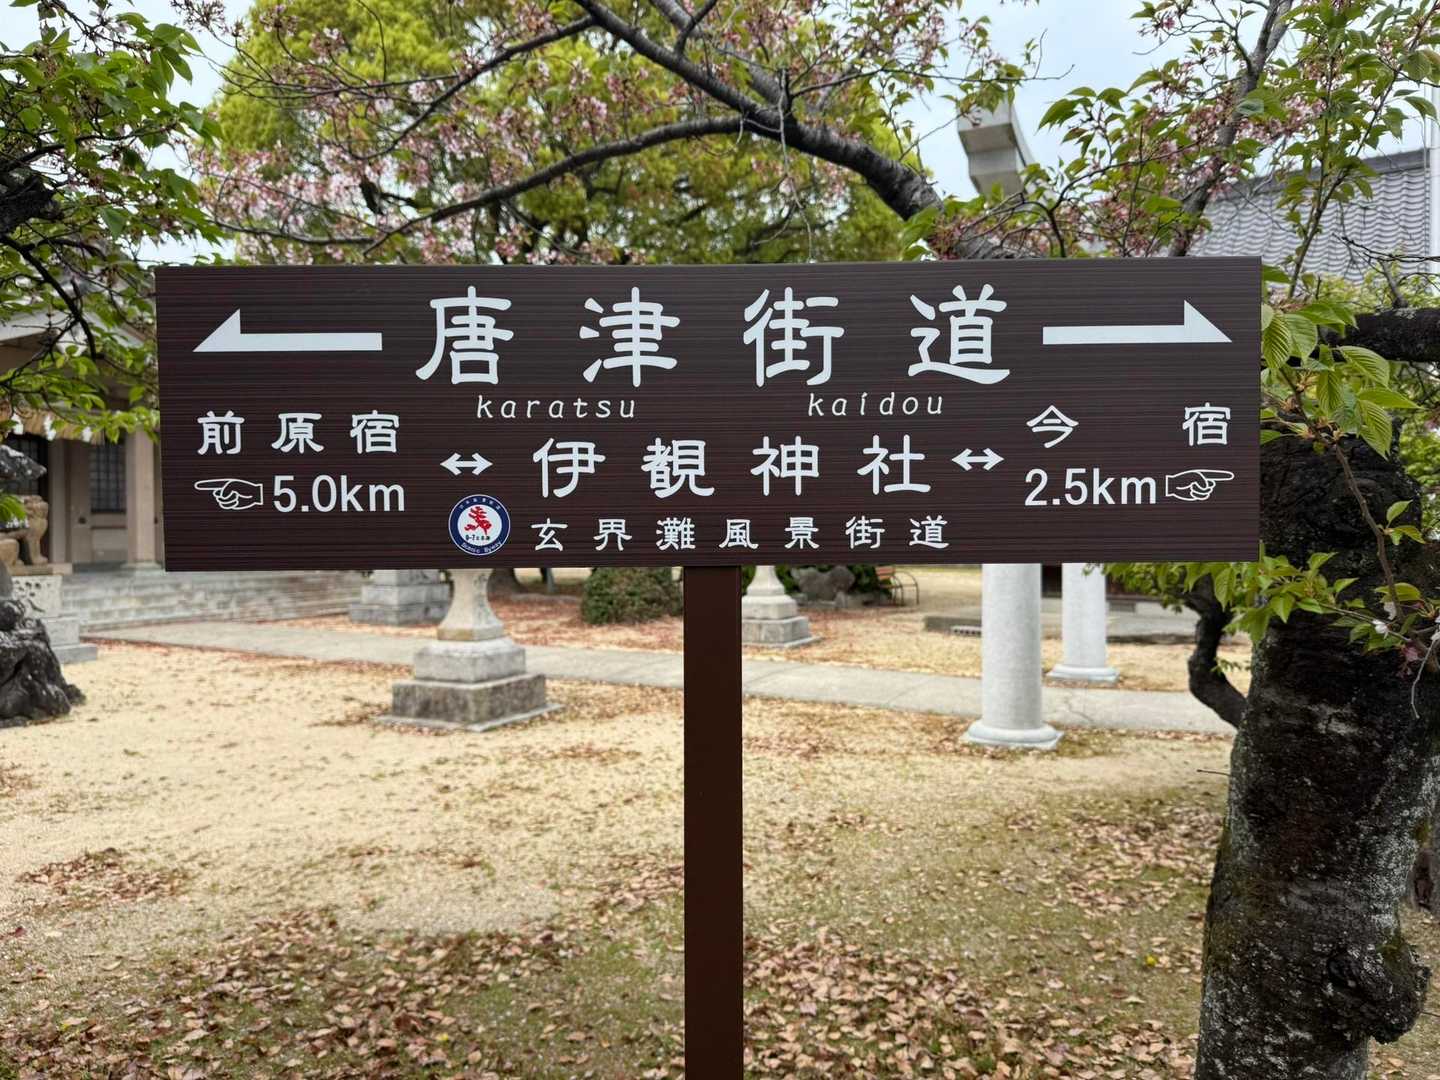 唐津街道
karatsu kaidou
前原宿 ↔ 伊覩神社 ↔ 今宿
5.0km 2.5km
玄界灘風景街道